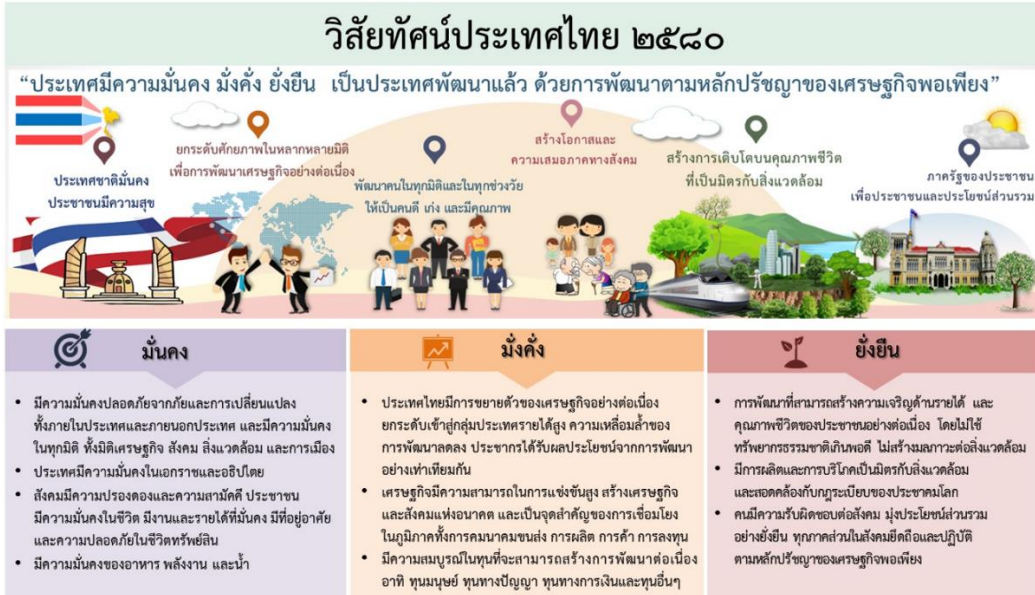 วิสัยทัศน์ประเทศไทย ๒๕๘๐
“ประเทศมีความมั่นคง มั่งคั่ง ยั่งยืน เป็นประเทศพัฒนาแล้ว ด้วยการพัฒนาตามหลักปรัชญาของเศรษฐกิจพอเพียง”
ประเทศชาติมั่นคง
ประชาชนมีความสุข
ยกระดับศักยภาพในหลากหลายมิติ
เพื่อการพัฒนาเศรษฐกิจอย่างต่อเนื่อง
พัฒนาคนในทุกมิติและในทุกช่วงวัย
ให้เป็นคนดี เก่ง และมีคุณภาพ
สร้างโอกาสและ
ความเสมอภาคทางสังคม
สร้างการเติบโตบนคุณภาพชีวิต
ที่เป็นมิตรกับสิ่งแวดล้อม
ภาครัฐของประชาชน
เพื่อประชาชนและประโยชน์ส่วนรวม
มั่นคง
• มีความมั่นคงปลอดภัยจากภัยและการเปลี่ยนแปลง
ทั้งภายในประเทศและภายนอกประเทศ และมีความมั่นคง
ในทุกมิติ ทั้งมิติเศรษฐกิจ สังคม สิ่งแวดล้อม และการเมือง
• ประเทศมีความมั่นคงในเอกราชและอธิปไตย
• สังคมมีความปรองดองและความสามัคคี ประชาชน
มีความมั่นคงในชีวิต มีงานและรายได้ที่มั่นคง มีที่อยู่อาศัย
และความปลอดภัยในชีวิตทรัพย์สิน
• มีความมั่นคงของอาหาร พลังงาน และน้ำ
มั่งคั่ง
• ประเทศไทยมีการขยายตัวของเศรษฐกิจอย่างต่อเนื่อง
ยกระดับเข้าสู่กลุ่มประเทศรายได้สูง ความเหลื่อมล้ำของ
การพัฒนาลดลง ประชากรได้รับผลประโยชน์จากการพัฒนา
อย่างเท่าเทียมกัน
• เศรษฐกิจมีความสามารถในการแข่งขันสูง สร้างเศรษฐกิจ
และสังคมแห่งอนาคต และเป็นจุดสำคัญของการเชื่อมโยง
ในภูมิภาคทั้งการคมนาคมขนส่ง การผลิต การค้า การลงทุน
• มีความสมบูรณ์ในทุนที่จะสามารถสร้างการพัฒนาต่อเนื่อง
อาทิ ทุนมนุษย์ ทุนทางปัญญา ทุนทางการเงินและทุนอื่นๆ
ยั่งยืน
• การพัฒนาที่สามารถสร้างความเจริญด้านรายได้ และ
คุณภาพชีวิตของประชาชนอย่างต่อเนื่อง โดยไม่ใช้
ทรัพยากรธรรมชาติเกินพอดี ไม่สร้างมลภาวะต่อสิ่งแวดล้อม
• มีการผลิตและการบริโภคเป็นมิตรกับสิ่งแวดล้อม
และสอดคล้องกับกฎระเบียบของประชาคมโลก
• คนมีความรับผิดชอบต่อสังคม มุ่งประโยชน์ส่วนรวม
อย่างยั่งยืน ทุกภาคส่วนในสังคมยึดถือและปฏิบัติ
ตามหลักปรัชญาของเศรษฐกิจพอเพียง